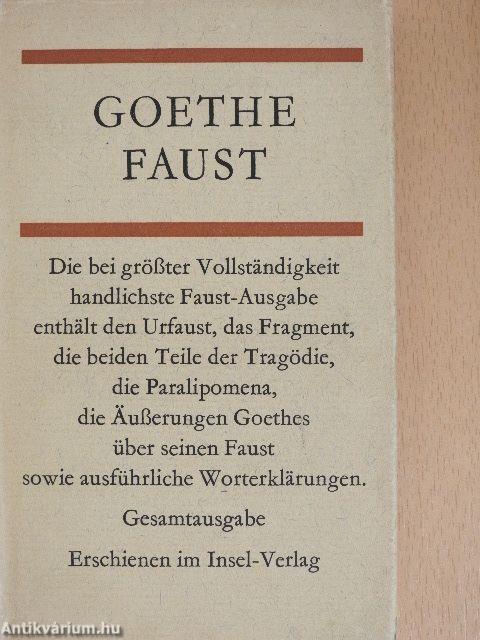 GOETHE
FAUST
Die bei größter Vollständigkeit
handlichste Faust-Ausgabe
enthält den Urfaust, das Fragment,
die beiden Teile der Tragödie,
die Paralipomena,
die Äußerungen Goethes
über seinen Faust
sowie ausführliche Worterklärungen.
Gesamtausgabe
Erschienen im Insel-Verlag
Antikvárium.hu